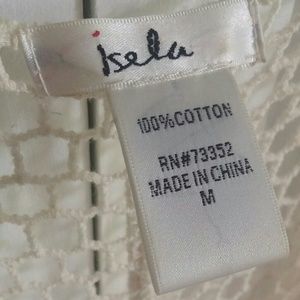 isela
100%COTTON
RN#73352
MADE IN CHINA
M